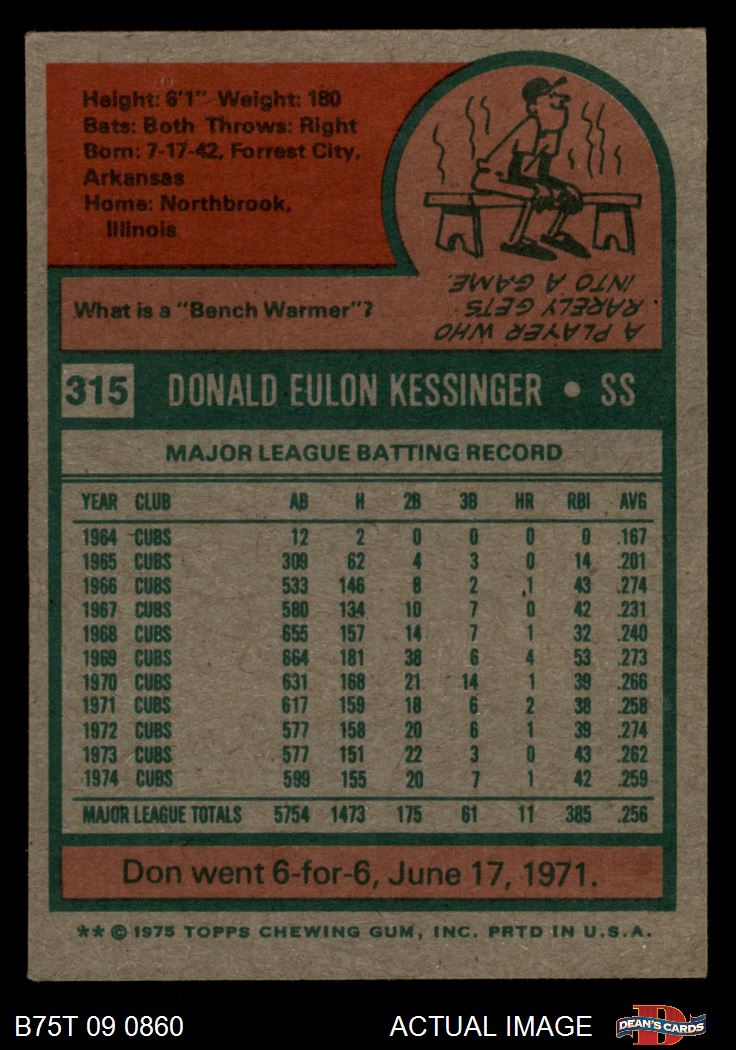 Height: 6'1" Weight: 180
Bats: Both Throws: Right
Born: 7-17-42, Forrest City,
Arkansas
Home: Northbrook,
Illinois
What is a "Bench Warmer"?
A PLAYER WHO
RARELY GETS
INTO A GAME.
315 DONALD EULON KESSINGER • SS
MAJOR LEAGUE BATTING RECORD
YEAR CLUB AB H 2B 3B HR RBI AVG
1964 CUBS 12 2 0 0 0 0 .167
1965 CUBS 309 62 4 3 0 14 .201
1966 CUBS 533 146 8 2 1 43 .274
1967 CUBS 580 134 10 7 0 42 .231
1968 CUBS 655 157 14 7 1 32 .240
1969 CUBS 664 181 38 6 4 53 .273
1970 CUBS 631 168 21 14 1 39 .266
1971 CUBS 617 159 18 6 2 38 .258
1972 CUBS 577 158 20 6 1 39 .274
1973 CUBS 577 151 22 3 0 43 .262
1974 CUBS 599 155 20 7 1 42 .259
MAJOR LEAGUE TOTALS 5754 1473 175 61 11 385 .256
Don went 6-for-6, June 17, 1971.
** © 1975 TOPPS CHEWING GUM, INC. PRTD IN U.S.A.
B75T 09 0860 ACTUAL IMAGE
D
DEAN'S CARDS